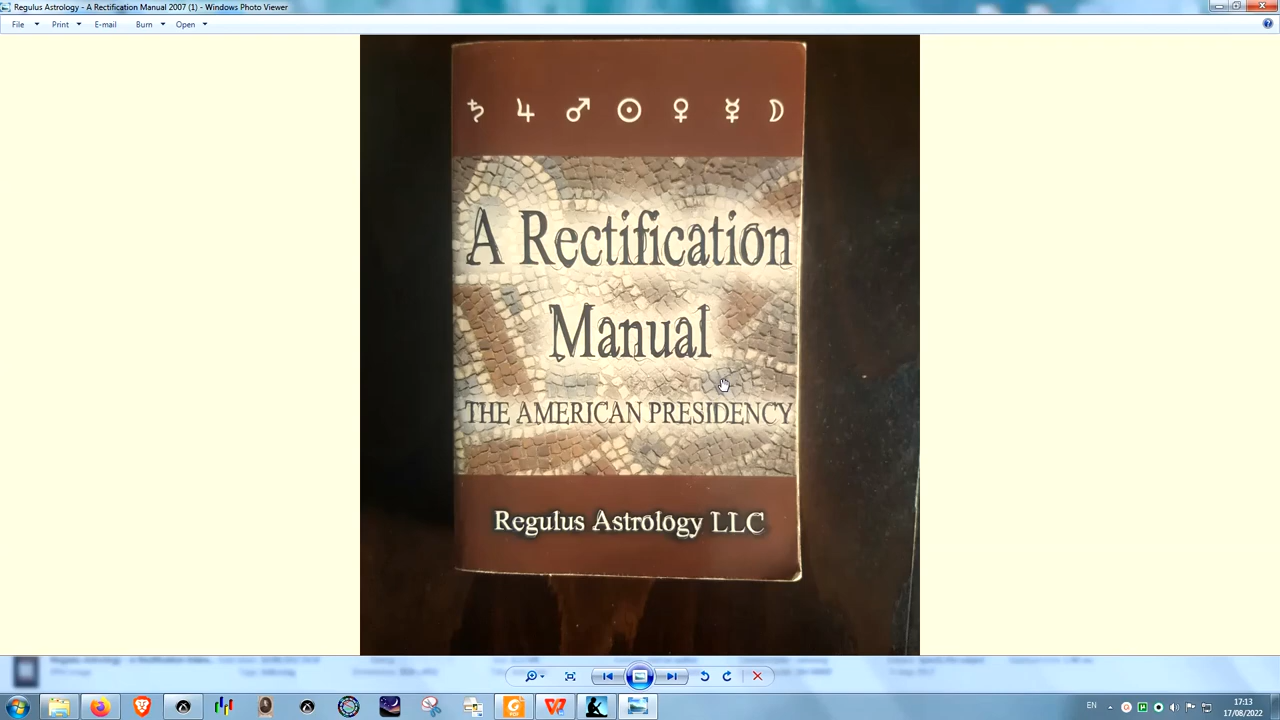 Regulus Astrology - A Rectification Manual 2007 (1) - Windows Photo Viewer
File Print E-mail Burn Open
♄ ♃ ♂ ☉ ♀ ☿ ☽
A Rectification
Manual
THE AMERICAN PRESIDENCY
Regulus Astrology LLC
EN
17:13
17/08/2022